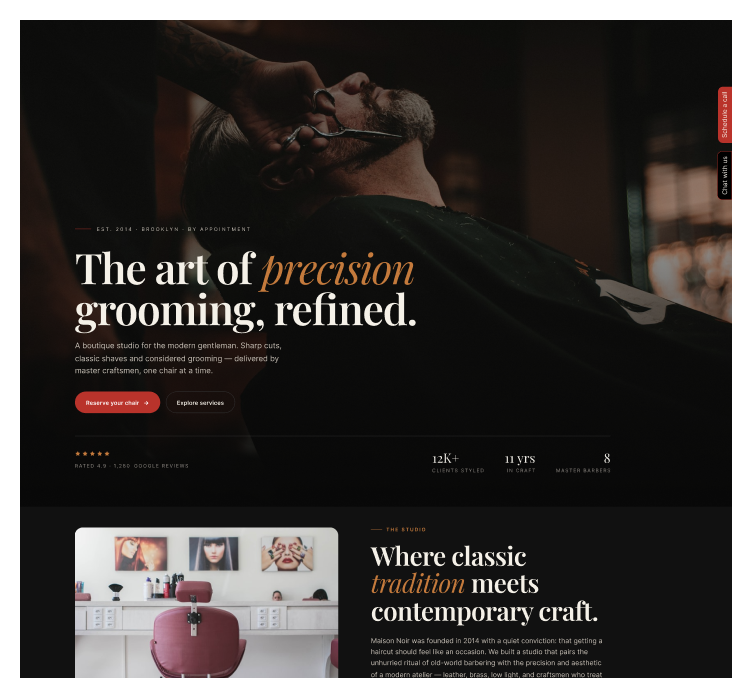 Schedule a call
Chat with us
EST. 2014 · BROOKLYN · BY APPOINTMENT
The art of precision
grooming, refined.
A boutique studio for the modern gentleman. Sharp cuts,
classic shaves and considered grooming — delivered by
master craftsmen, one chair at a time.
Reserve your chair →
Explore services
★★★★★
RATED 4.9 · 1,280 GOOGLE REVIEWS
12K+
CLIENTS STYLED
11 yrs
IN CRAFT
8
MASTER BARBERS
THE STUDIO
Where classic
tradition meets
contemporary craft.
Maison Noir was founded in 2014 with a quiet conviction: that getting a
haircut should feel like an occasion. We built a studio that pairs the
unhurried ritual of old-world barbering with the precision and aesthetic
of a modern atelier — leather, brass, low light, and craftsmen who treat